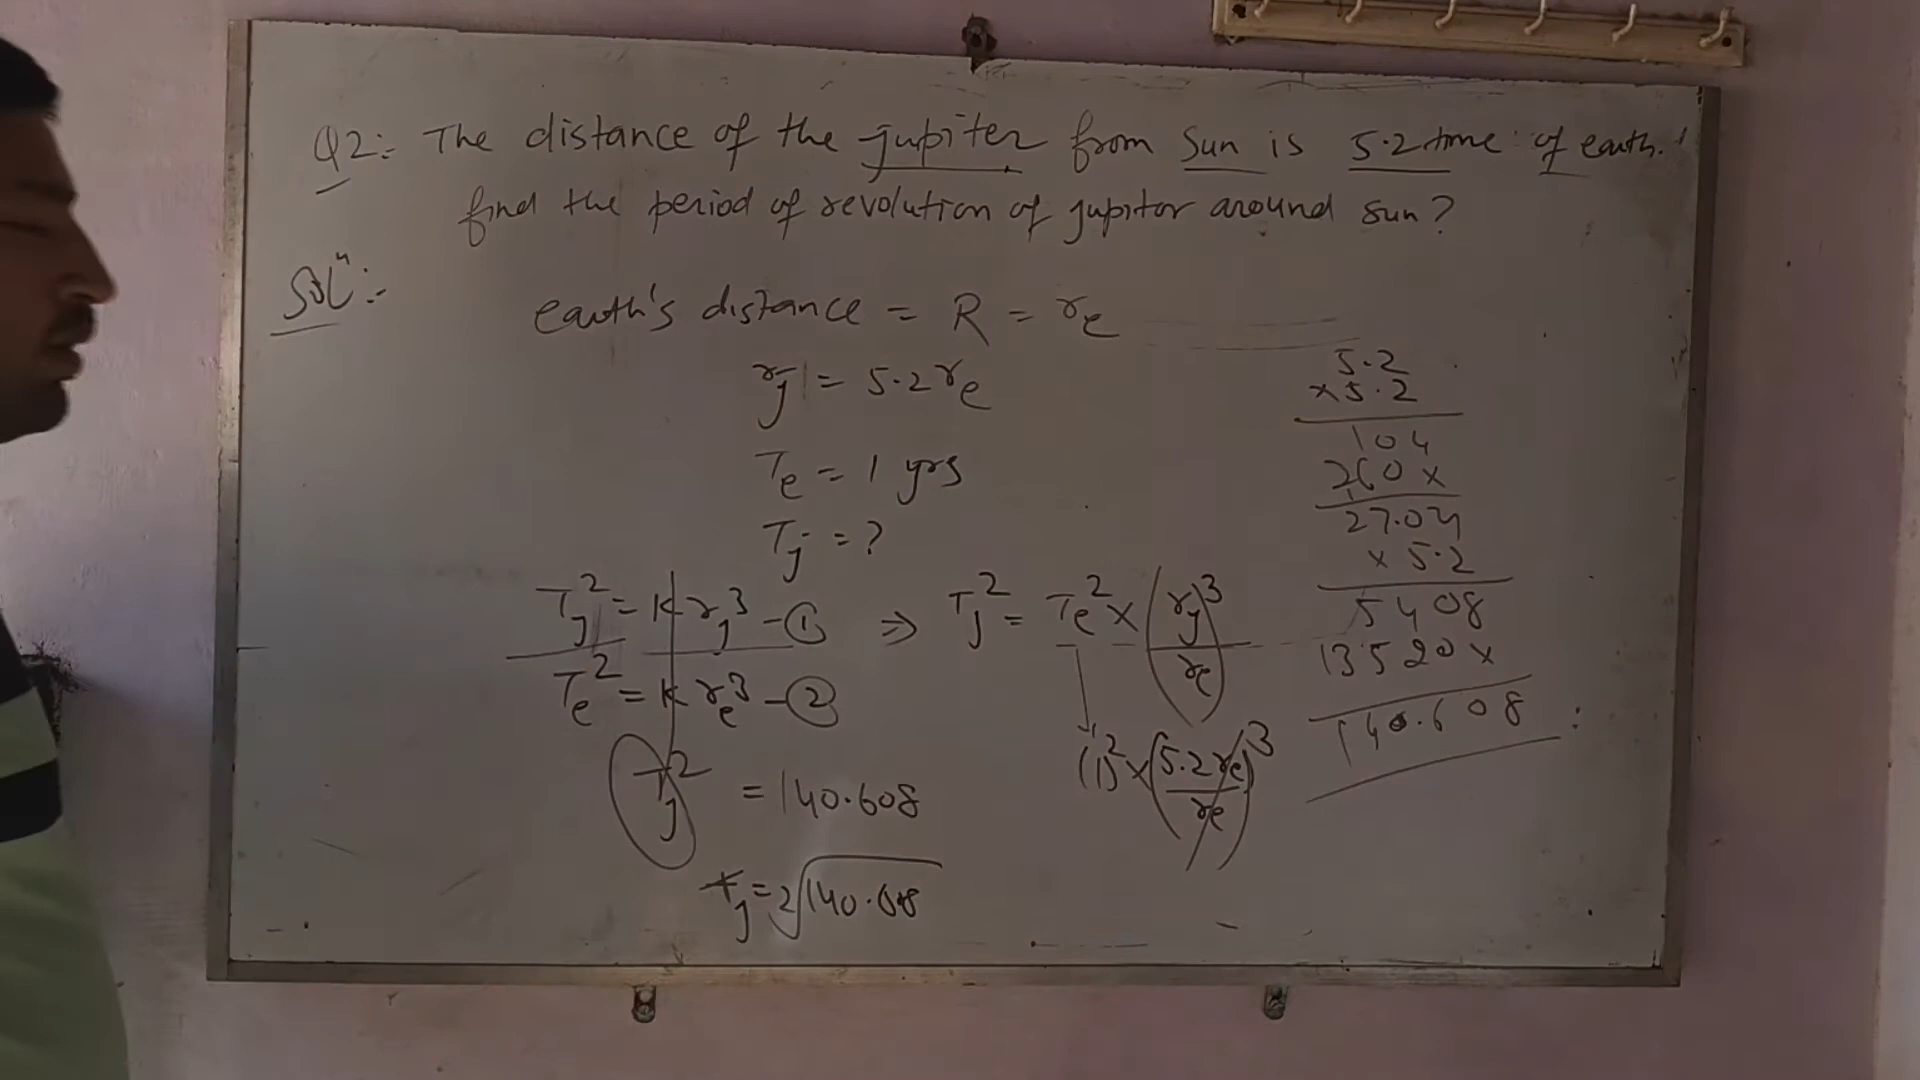 Q2:- The distance of the jupiter from Sun is 5.2 time of earth.
find the period of revolution of jupitor around sun?
Solⁿ:-
earth's distance = R = re
rj = 5.2 re
Te = 1 yrs
Tj = ?
Tj² = K rj³ - ①
Te² = K re³ - ②
⇒ Tj² = Te² × (rj/re)³
(1)² × (5.2 re/re)³
Tj² = 140.608
Tj = 2√140.608
5.2
×5.2
104
260×
27.04
× 5.2
5408
13520×
140.608